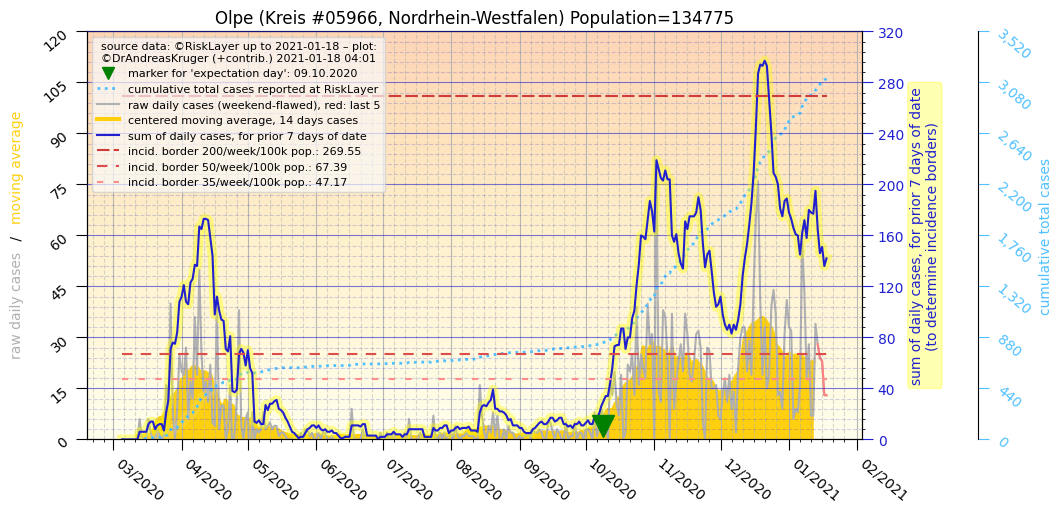 Olpe (Kreis #05966, Nordrhein-Westfalen) Population=134775
source data: ©RiskLayer up to 2021-01-18 – plot:
©DrAndreasKruger (+contrib.) 2021-01-18 04:01
marker for 'expectation day': 09.10.2020
cumulative total cases reported at RiskLayer
raw daily cases (weekend-flawed), red: last 5
centered moving average, 14 days cases
sum of daily cases, for prior 7 days of date
incid. border 200/week/100k pop.: 269.55
incid. border 50/week/100k pop.: 67.39
incid. border 35/week/100k pop.: 47.17
raw daily cases / moving average
120
105
90
75
60
45
30
15
0
03/2020
04/2020
05/2020
06/2020
07/2020
08/2020
09/2020
10/2020
11/2020
12/2020
01/2021
02/2021
320
280
240
200
160
120
80
40
0
sum of daily cases, for prior 7 days of date
(to determine incidence borders)
3,520
3,080
2,640
2,200
1,760
1,320
880
440
0
cumulative total cases